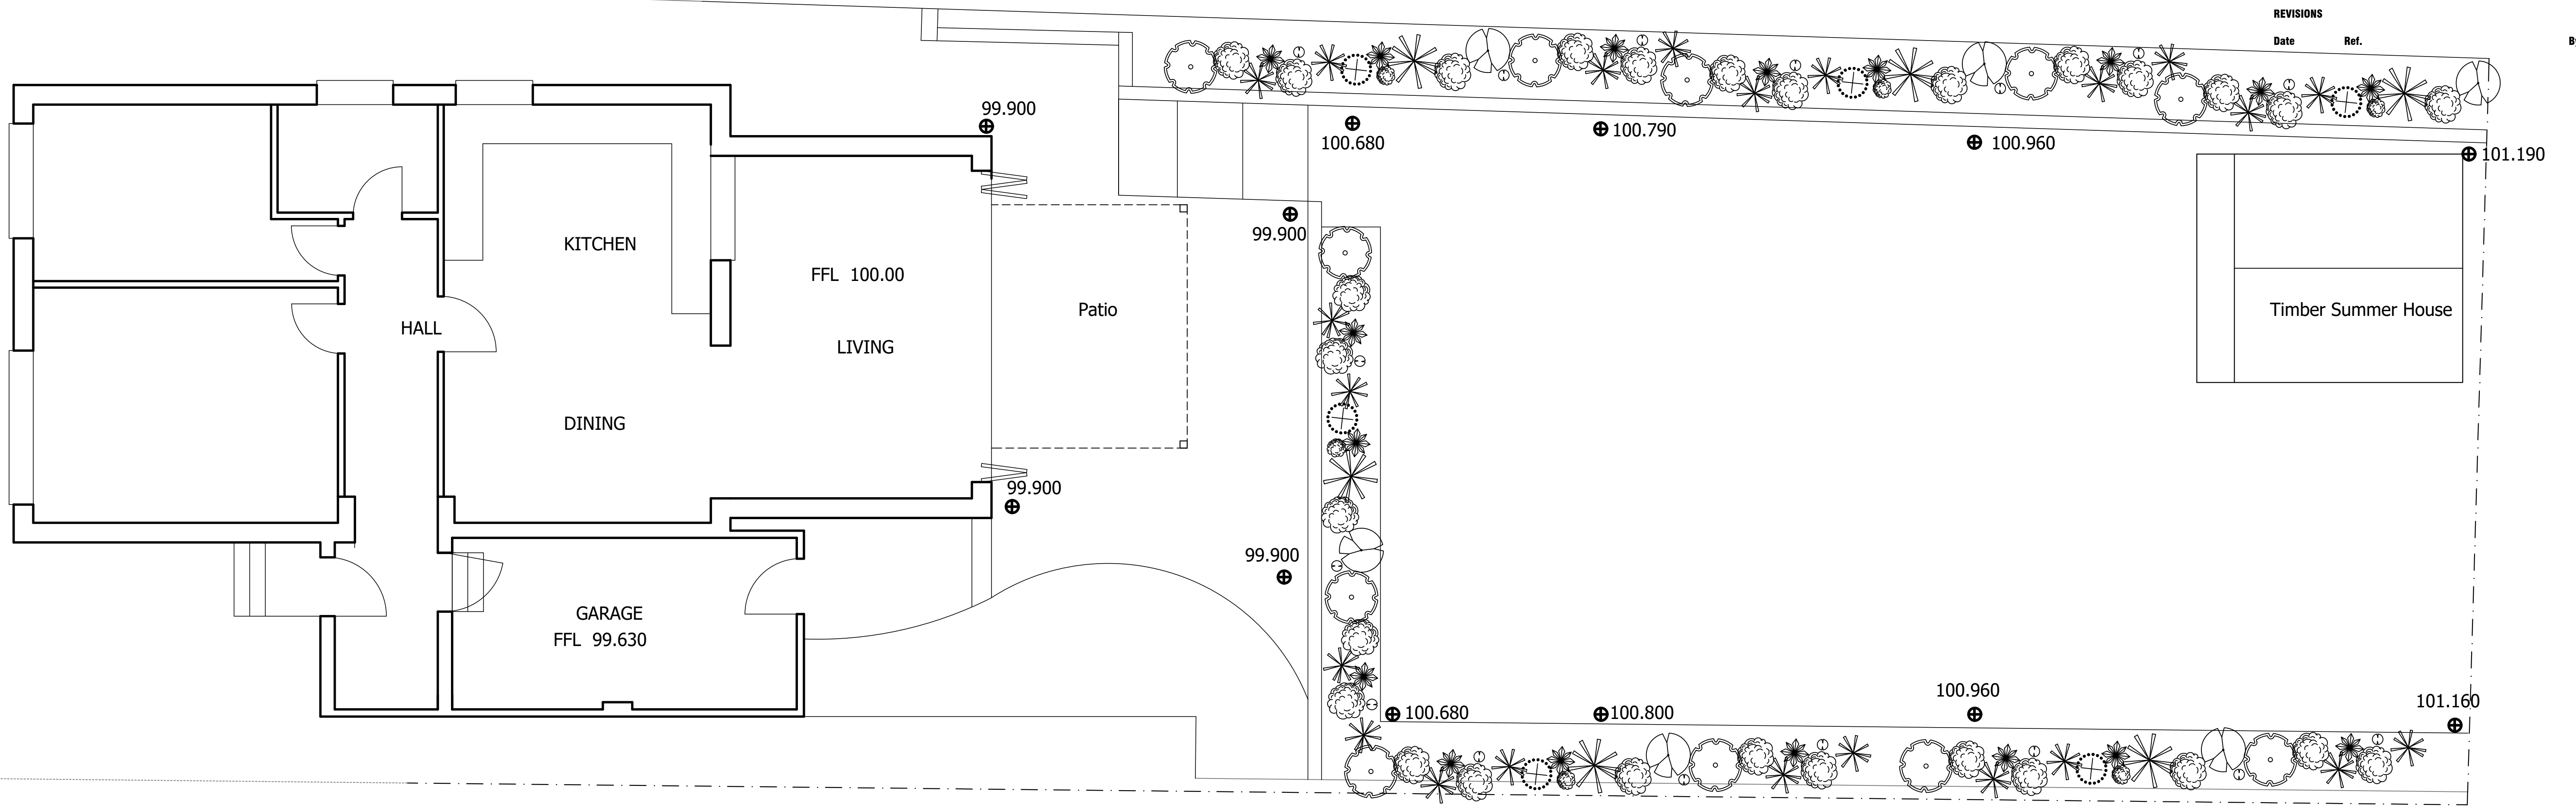 REVISIONS
Date Ref.
99.900
100.680
100.790
100.960
101.190
99.900
KITCHEN
FFL 100.00
Patio
Timber Summer House
HALL
LIVING
DINING
99.900
99.900
GARAGE
FFL 99.630
100.680
100.800
100.960
101.160